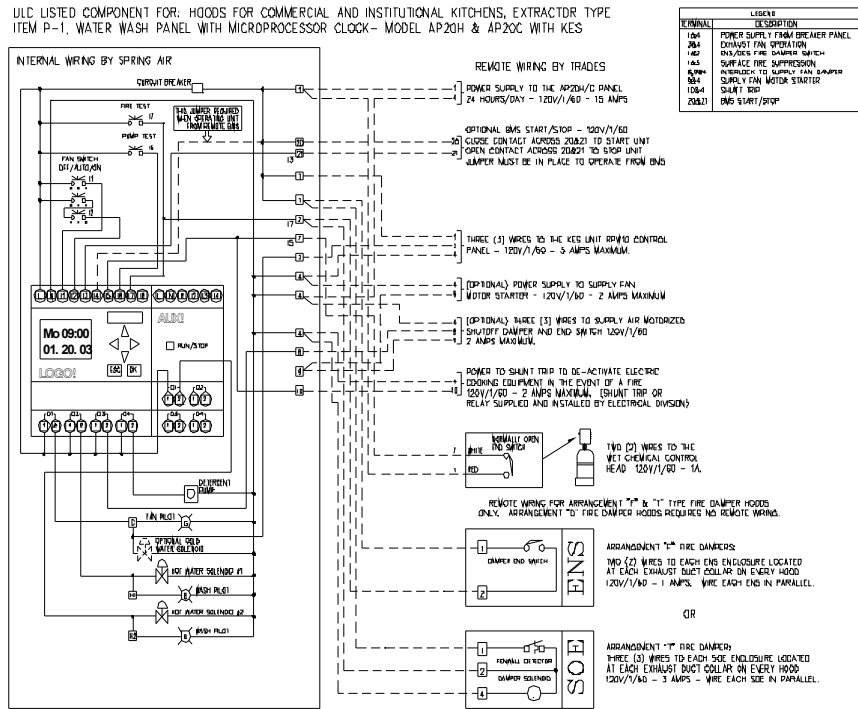 ULC LISTED COMPONENT FOR: HOODS FOR COMMERCIAL AND INSTITUTIONAL KITCHENS, EXTRACTOR TYPE
ITEM P-1, WATER WASH PANEL WITH MICROPROCESSOR CLOCK- MODEL AP20H & AP20C WITH KES
LEGEND
TERMINAL DESCRIPTION
POWER SUPPLY FROM BREAKER PANEL
EXHAUST FAN OPERATION
ENS/DES FIRE DAMPER SWITCH
SURFACE FIRE SUPPRESSION
INTERLOCK TO SUPPLY FAN DAMPER
SUPPLY FAN MOTOR STARTER
SHUNT TRIP
20&21 BMS START/STOP
INTERNAL WIRING BY SPRING AIR
REMOTE WIRING BY TRADES
CIRCUIT BREAKER
FIRE TEST
I7
PUMP TEST
I6
THIS JUMPER REQUIRED
WHEN OPERATING UNIT
FROM REMOTE BMS
FAN SWITCH
OFF/AUTO/ON
I1
I2
13
17
15
POWER SUPPLY TO THE AP20H/C PANEL
24 HOURS/DAY - 120V/1/60 - 15 AMPS
OPTIONAL BMS START/STOP - 120V/1/60
CLOSE CONTACT ACROSS 20&21 TO START UNIT
OPEN CONTACT ACROSS 20&21 TO STOP UNIT
JUMPER MUST BE IN PLACE TO OPERATE FROM BMS
THREE (3) WIRES TO THE KES UNIT RPM10 CONTROL
PANEL - 120V/1/60 - 5 AMPS MAXIMUM.
(OPTIONAL) POWER SUPPLY TO SUPPLY FAN
MOTOR STARTER - 120V/1/60 - 2 AMPS MAXIMUM
(OPTIONAL) THREE (3) WIRES TO SUPPLY AIR MOTORIZED
SHUTOFF DAMPER AND END SWITCH 120V/1/60
2 AMPS MAXIMUM.
POWER TO SHUNT TRIP TO DE-ACTIVATE ELECTRIC
COOKING EQUIPMENT IN THE EVENT OF A FIRE
120V/1/60 - 2 AMPS MAXIMUM. (SHUNT TRIP OR
RELAY SUPPLIED AND INSTALLED BY ELECTRICAL DIVISION)
Mo 09:00
01. 20. 03
LOGO!
ESC
OK
AUX!
RUN/STOP
NORMALLY OPEN
END SWITCH
WHITE
RED
TWO (2) WIRES TO THE
WET CHEMICAL CONTROL
HEAD 120V/1/60 - 1A.
DETERGENT
PUMP
D
FAN PILOT
G
OPTIONAL COLD
WATER SOLENOID
HOT WATER SOLENOID #1
WASH PILOT
HOT WATER SOLENOID #2
WASH PILOT
REMOTE WIRING FOR ARRANGEMENT "F" & "T" TYPE FIRE DAMPER HOODS
ONLY. ARRANGEMENT "O" FIRE DAMPER HOODS REQUIRES NO REMOTE WIRING.
1
DAMPER END SWITCH
2
ENS
ARRANGEMENT "F" FIRE DAMPERS:
TWO (2) WIRES TO EACH ENS ENCLOSURE LOCATED
AT EACH EXHAUST DUCT COLLAR ON EVERY HOOD
120V/1/60 - 1 AMPS. WIRE EACH ENS IN PARALLEL.
OR
1
FENWALL DETECTOR
2
DAMPER SOLENOID
4
SOE
ARRANGEMENT "T" FIRE DAMPER:
THREE (3) WIRES TO EACH SOE ENCLOSURE LOCATED
AT EACH EXHAUST DUCT COLLAR ON EVERY HOOD
120V/1/60 - 3 AMPS - WIRE EACH SOE IN PARALLEL.